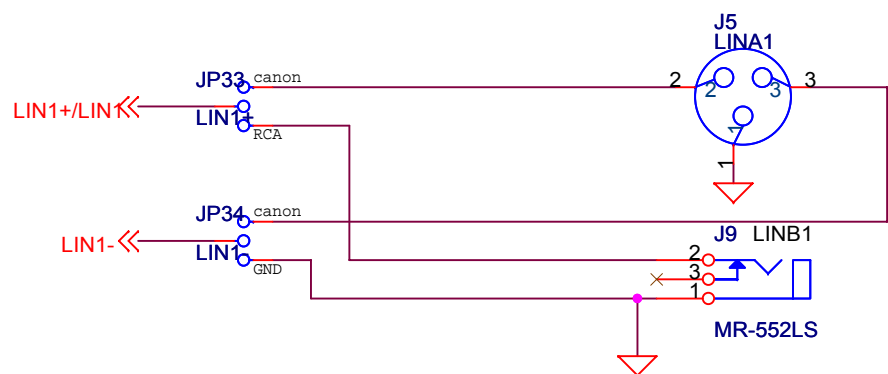 J5
LINA1
JP33 canon
2
3
2
3
LIN1+/LIN1
LIN1+
RCA
1
1
JP34 canon
LIN1-
LIN1-
GND
J9 LINB1
2
3
1
MR-552LS